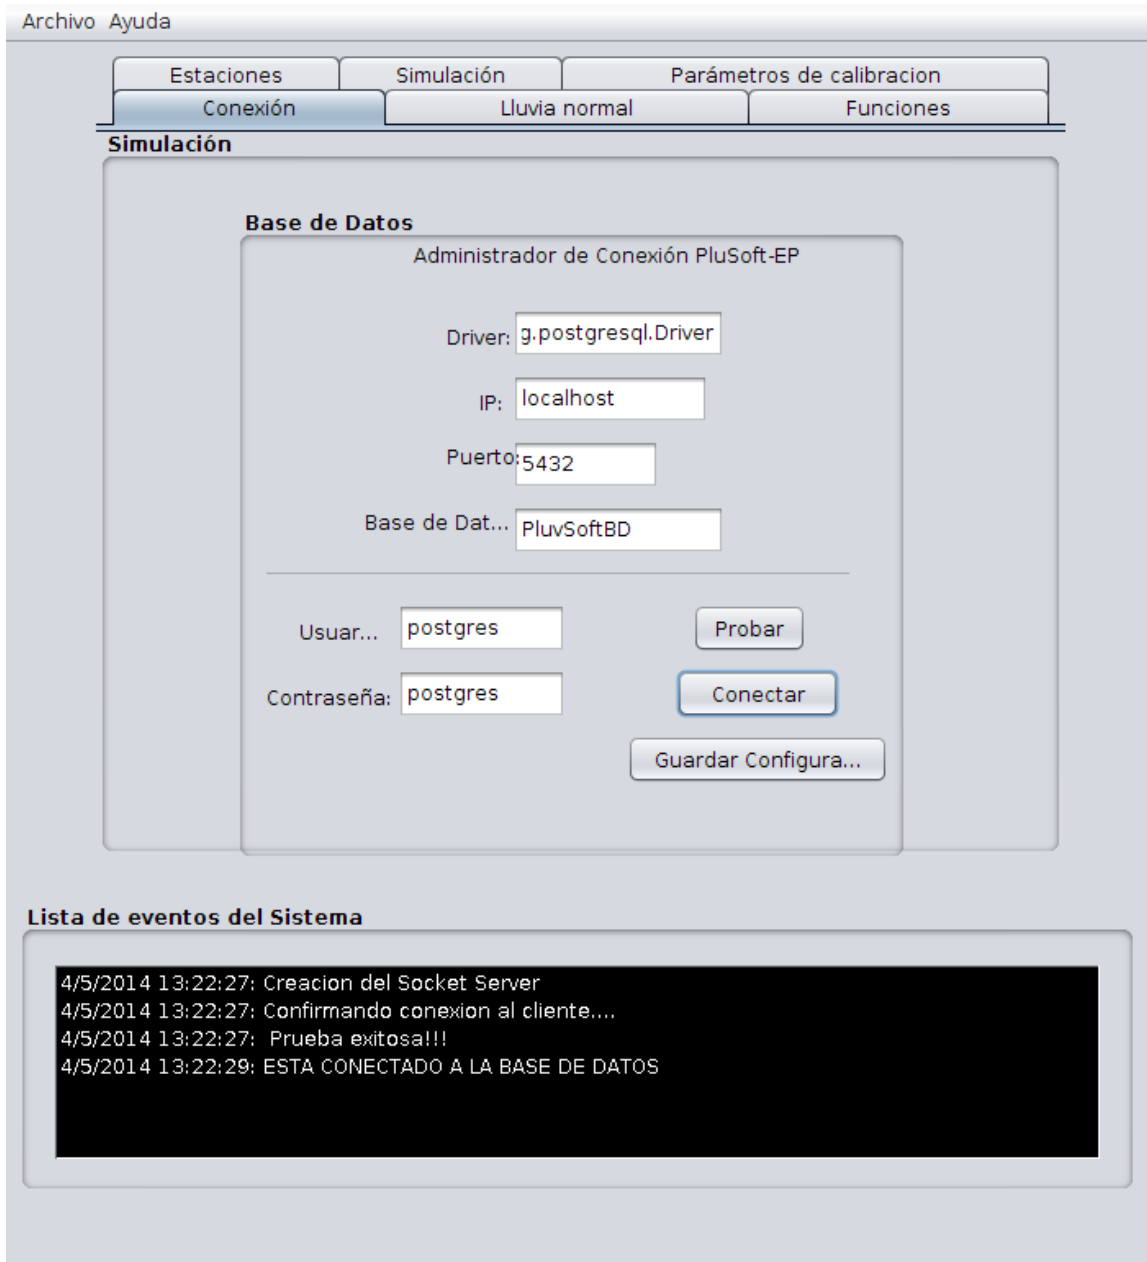 Archivo Ayuda
Estaciones Simulación Parámetros de calibracion
Conexión Lluvia normal Funciones
Simulación
Base de Datos
Administrador de Conexión PluSoft-EP
Driver: g.postgresql.Driver
IP: localhost
Puerto: 5432
Base de Dat... PluvSoftBD
Usuar... postgres Probar
Contraseña: postgres Conectar
Guardar Configura...
Lista de eventos del Sistema
4/5/2014 13:22:27: Creacion del Socket Server
4/5/2014 13:22:27: Confirmando conexion al cliente....
4/5/2014 13:22:27: Prueba exitosa!!!
4/5/2014 13:22:29: ESTA CONECTADO A LA BASE DE DATOS